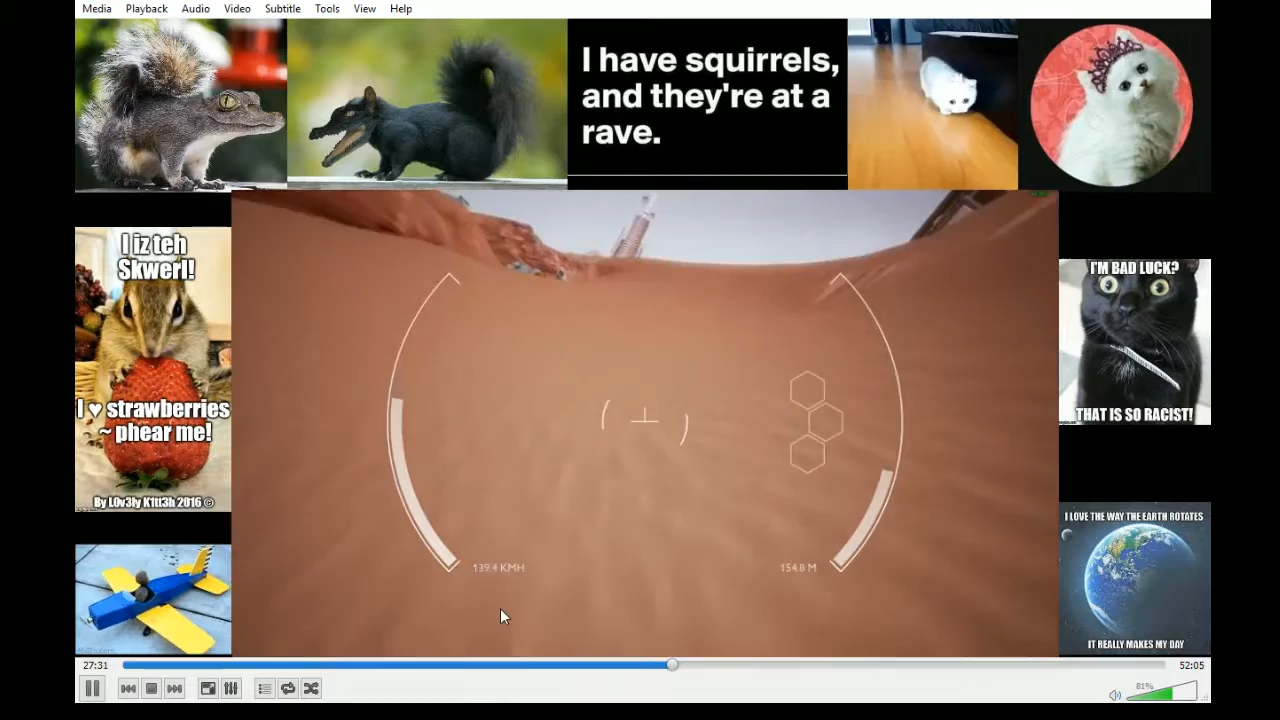 Media Playback Audio Video Subtitle Tools View Help
I have squirrels,
and they're at a
rave.
I iz teh
Skwerl!
I ♥ strawberries
~ phear me!
By L0v3ly K1tt3h 2016 ©
I'M BAD LUCK?
THAT IS SO RACIST!
139.4 KMH
154.8 M
I LOVE THE WAY THE EARTH ROTATES
IT REALLY MAKES MY DAY
27:31
52:05
81%